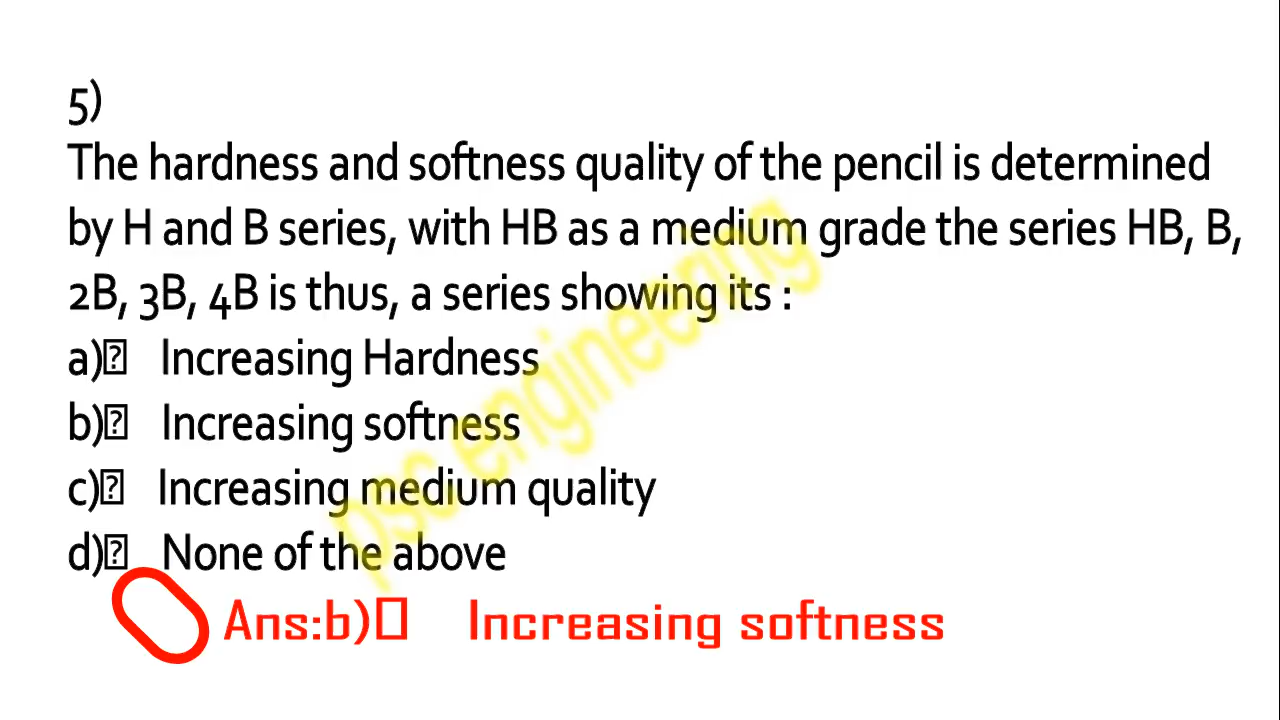 5)
The hardness and softness quality of the pencil is determined
by H and B series, with HB as a medium grade the series HB, B,
2B, 3B, 4B is thus, a series showing its :
a)⍰ Increasing Hardness
b)⍰ Increasing softness
c)⍰ Increasing medium quality
d)⍰ None of the above
Ans:b)□ Increasing softness
psc engineering